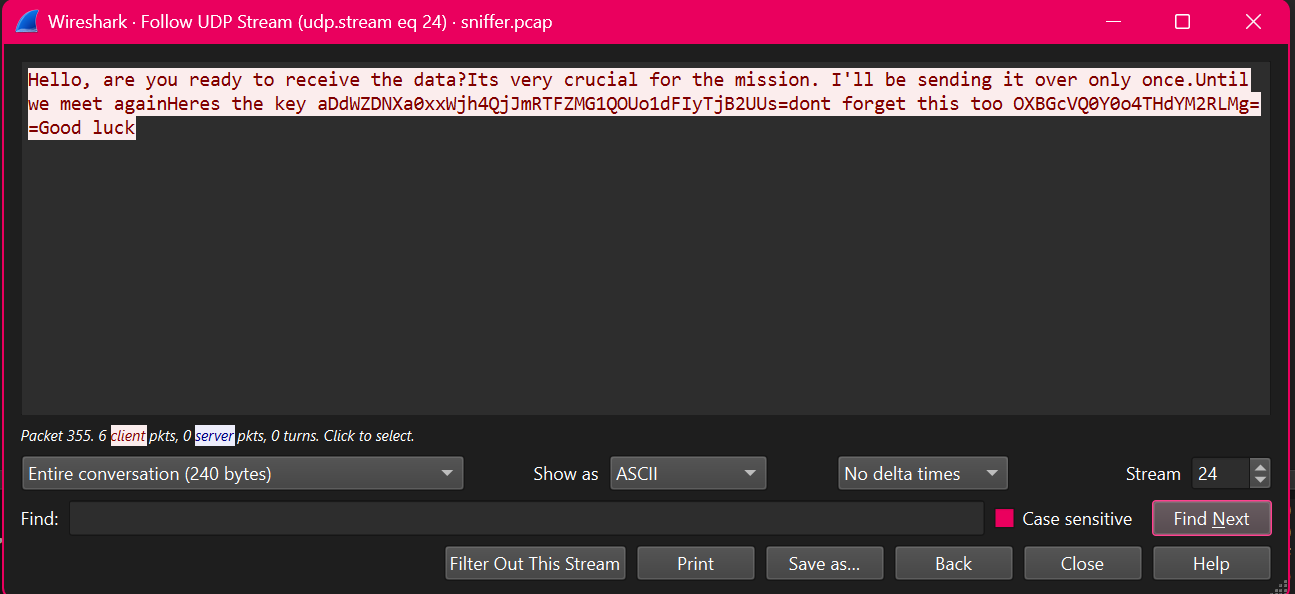 Wireshark · Follow UDP Stream (udp.stream eq 24) · sniffer.pcap
Hello, are you ready to receive the data?Its very crucial for the mission. I'll be sending it over only once.Until
we meet againHeres the key aDdWZDNXa0xxWjh4QjJmRTFZMG1QOUo1dFIyTjB2UUs=dont forget this too OXBGcVQ0Y0o4THdYM2RLMg=
=Good luck
Packet 355. 6 client pkts, 0 server pkts, 0 turns. Click to select.
Entire conversation (240 bytes) Show as ASCII No delta times Stream 24
Find: Case sensitive Find Next
Filter Out This Stream Print Save as... Back Close Help